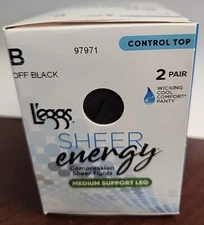 CONTROL TOP
B
97971
OFF BLACK
2 PAIR
L'eggs
WICKING
COOL
COMFORT
PANTY
SHEER
energy
Compression
Sheer Tights
MEDIUM SUPPORT LEG